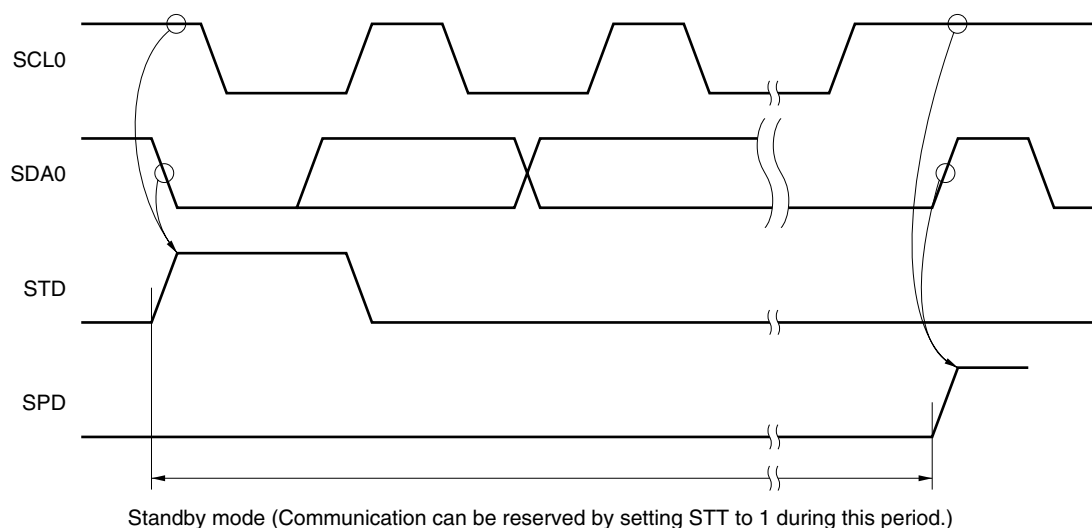 SCL0
SDA0
STD
SPD
Standby mode (Communication can be reserved by setting STT to 1 during this period.)